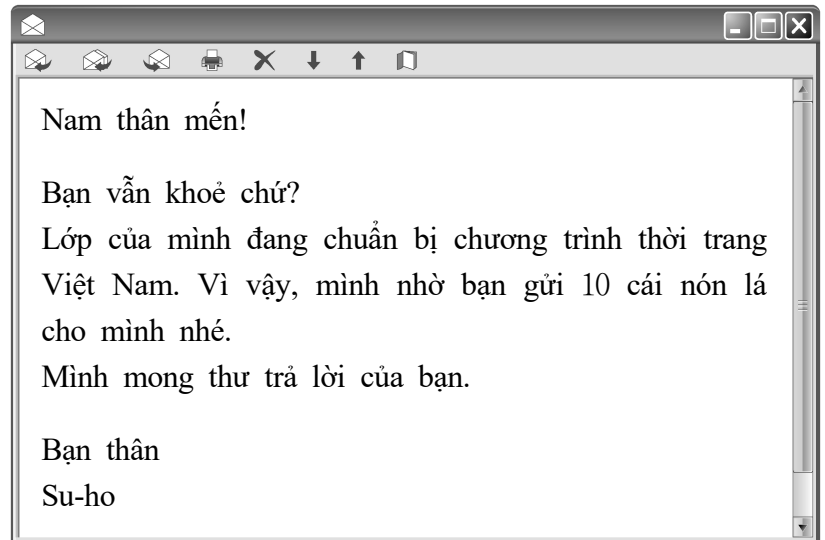 Nam thân mến!
Bạn vẫn khoẻ chứ?
Lớp của mình đang chuẩn bị chương trình thời trang
Việt Nam. Vì vậy, mình nhờ bạn gửi 10 cái nón lá
cho mình nhé.
Mình mong thư trả lời của bạn.
Bạn thân
Su-ho